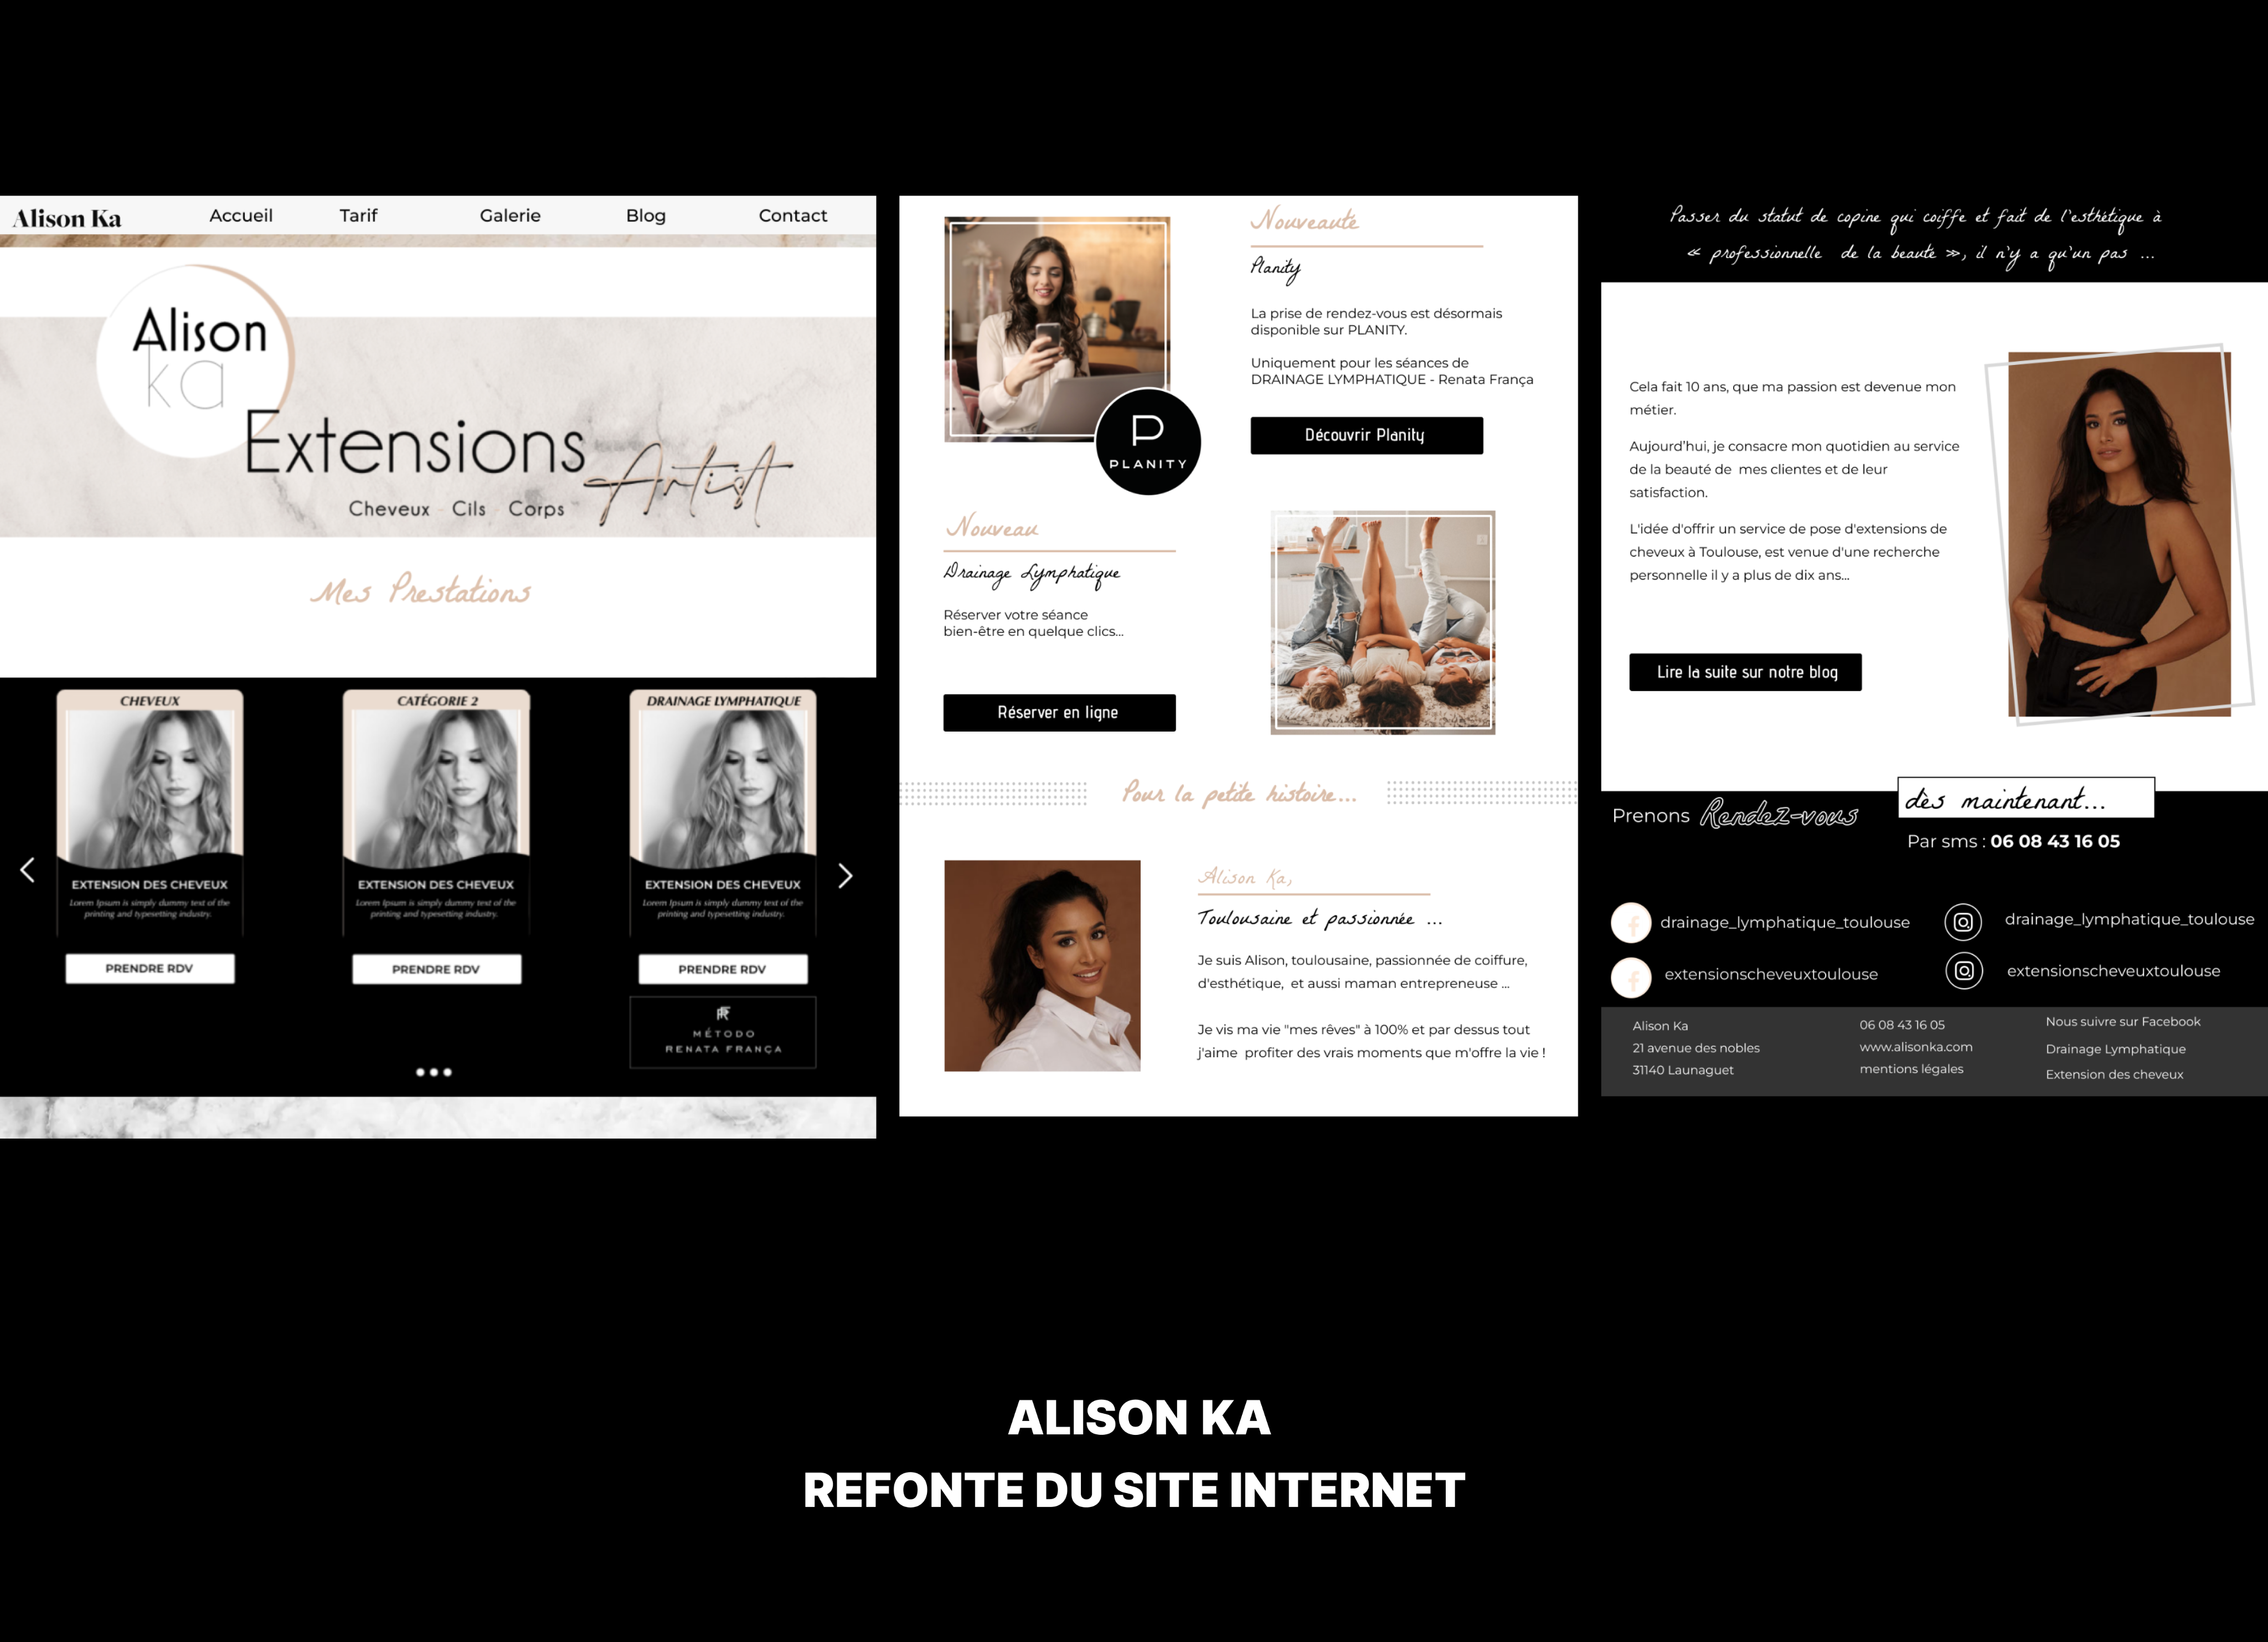 Alison Ka
Accueil
Tarif
Galerie
Blog
Contact
Alison
ka
Extensions
Artist
Cheveux Cils Corps
Mes Prestations
CHEVEUX
EXTENSION DES CHEVEUX
Lorem Ipsum is simply dummy text of the
printing and typesetting industry.
PRENDRE RDV
CATÉGORIE 2
EXTENSION DES CHEVEUX
Lorem Ipsum is simply dummy text of the
printing and typesetting industry.
PRENDRE RDV
DRAINAGE LYMPHATIQUE
EXTENSION DES CHEVEUX
Lorem Ipsum is simply dummy text of the
printing and typesetting industry.
PRENDRE RDV
MÉTODO
RENATA FRANÇA
Nouveauté
Planity
La prise de rendez-vous est désormais
disponible sur PLANITY.
Uniquement pour les séances de
DRAINAGE LYMPHATIQUE - Renata França
Découvrir Planity
P
PLANITY
Nouveau
Drainage Lymphatique
Réserver votre séance
bien-être en quelque clics...
Réserver en ligne
Pour la petite histoire...
Alison Ka,
Toulousaine et passionnée ...
Je suis Alison, toulousaine, passionnée de coiffure,
d'esthétique, et aussi maman entrepreneuse ...
Je vis ma vie "mes rêves" à 100% et par dessus tout
j'aime profiter des vrais moments que m'offre la vie !
Passer du statut de copine qui coiffe et fait de l'esthétique à
« professionnelle de la beauté », il n'y a qu'un pas ...
Cela fait 10 ans, que ma passion est devenue mon
métier.
Aujourd'hui, je consacre mon quotidien au service
de la beauté de mes clientes et de leur
satisfaction.
L'idée d'offrir un service de pose d'extensions de
cheveux à Toulouse, est venue d'une recherche
personnelle il y a plus de dix ans...
Lire la suite sur notre blog
Prenons Rendez-vous
dès maintenant...
Par sms : 06 08 43 16 05
drainage_lymphatique_toulouse
extensionscheveuxtoulouse
drainage_lymphatique_toulouse
extensionscheveuxtoulouse
Alison Ka
21 avenue des nobles
31140 Launaguet
06 08 43 16 05
www.alisonka.com
mentions légales
Nous suivre sur Facebook
Drainage Lymphatique
Extension des cheveux
ALISON KA
REFONTE DU SITE INTERNET